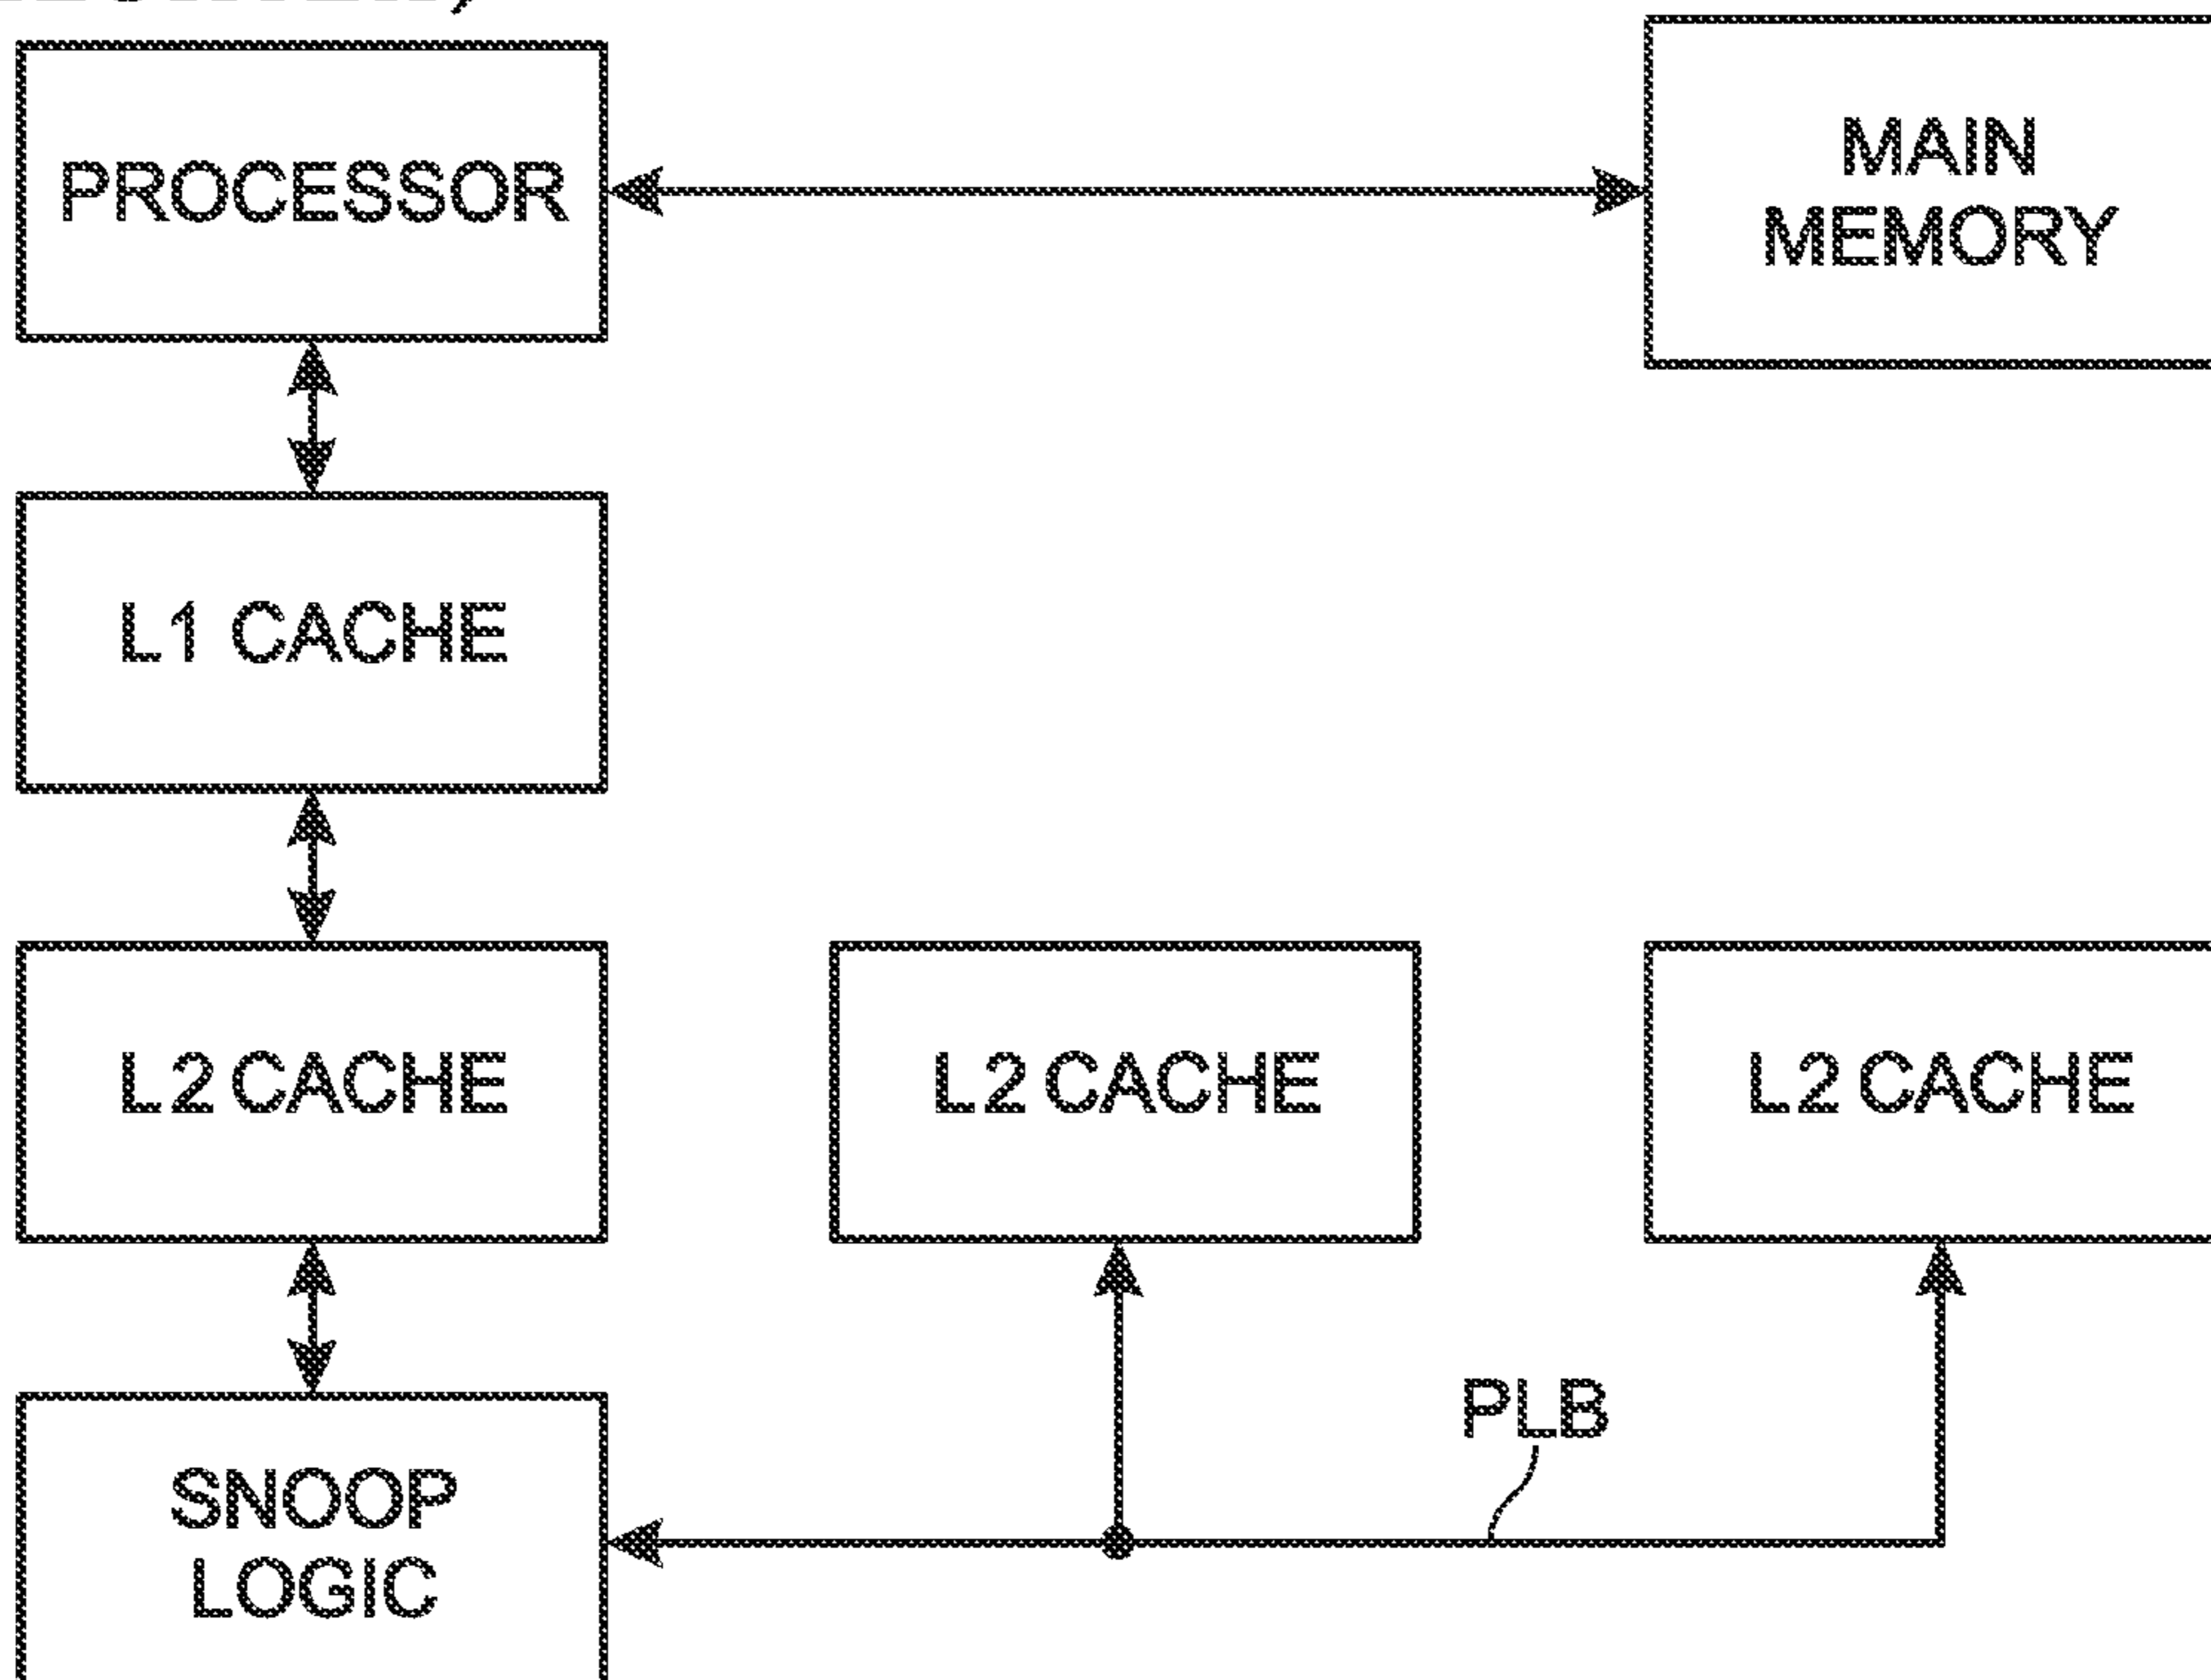 PROCESSOR
MAIN
MEMORY
L1 CACHE
L2 CACHE
L2 CACHE
L2 CACHE
PLB
SNOOP
LOGIC